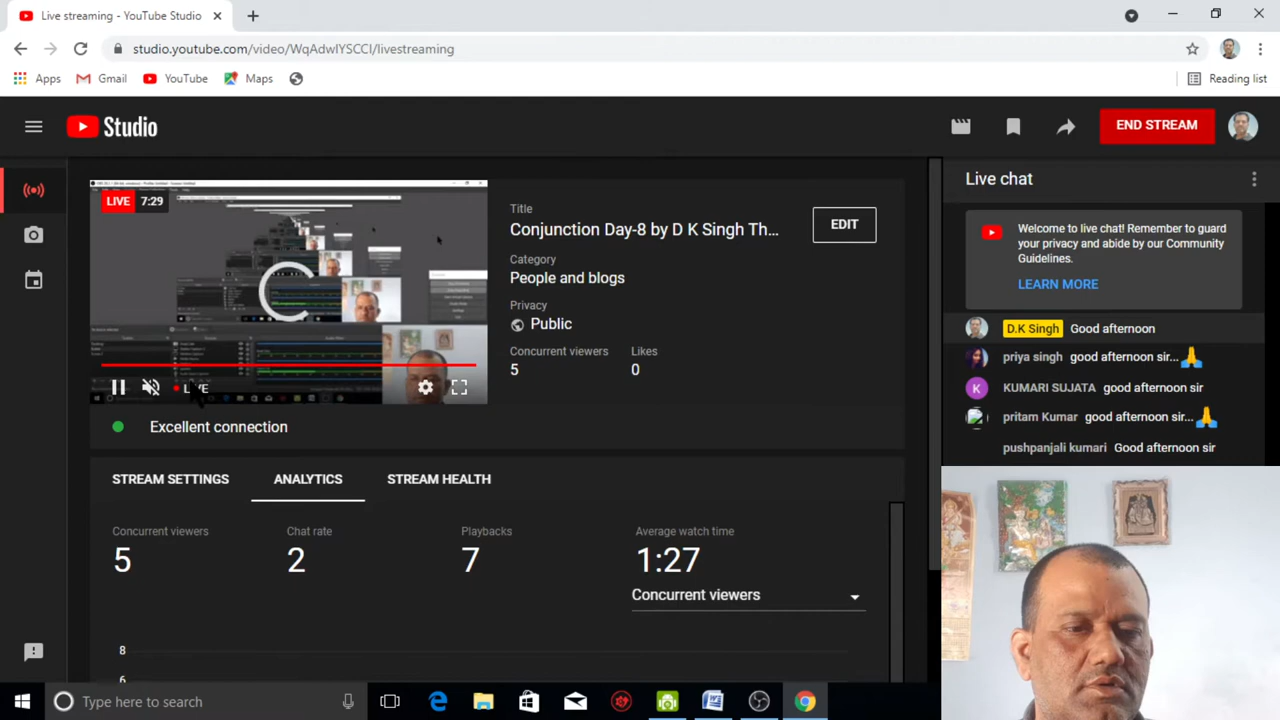 Live streaming - YouTube Studio
studio.youtube.com/video/WqAdwIYSCCI/livestreaming
Apps
Gmail
YouTube
Maps
Reading list
Studio
END STREAM
LIVE 7:29
LIVE
Title
Conjunction Day-8 by D K Singh Th...
EDIT
Category
People and blogs
Privacy
Public
Concurrent viewers
Likes
5
0
Excellent connection
STREAM SETTINGS
ANALYTICS
STREAM HEALTH
Concurrent viewers
Chat rate
Playbacks
Average watch time
5
2
7
1:27
Concurrent viewers
8
6
Live chat
Welcome to live chat! Remember to guard
your privacy and abide by our Community
Guidelines.
LEARN MORE
D.K Singh Good afternoon
priya singh good afternoon sir...🙏
K KUMARI SUJATA good afternoon sir
pritam Kumar good afternoon sir...🙏
pushpanjali kumari Good afternoon sir
Type here to search